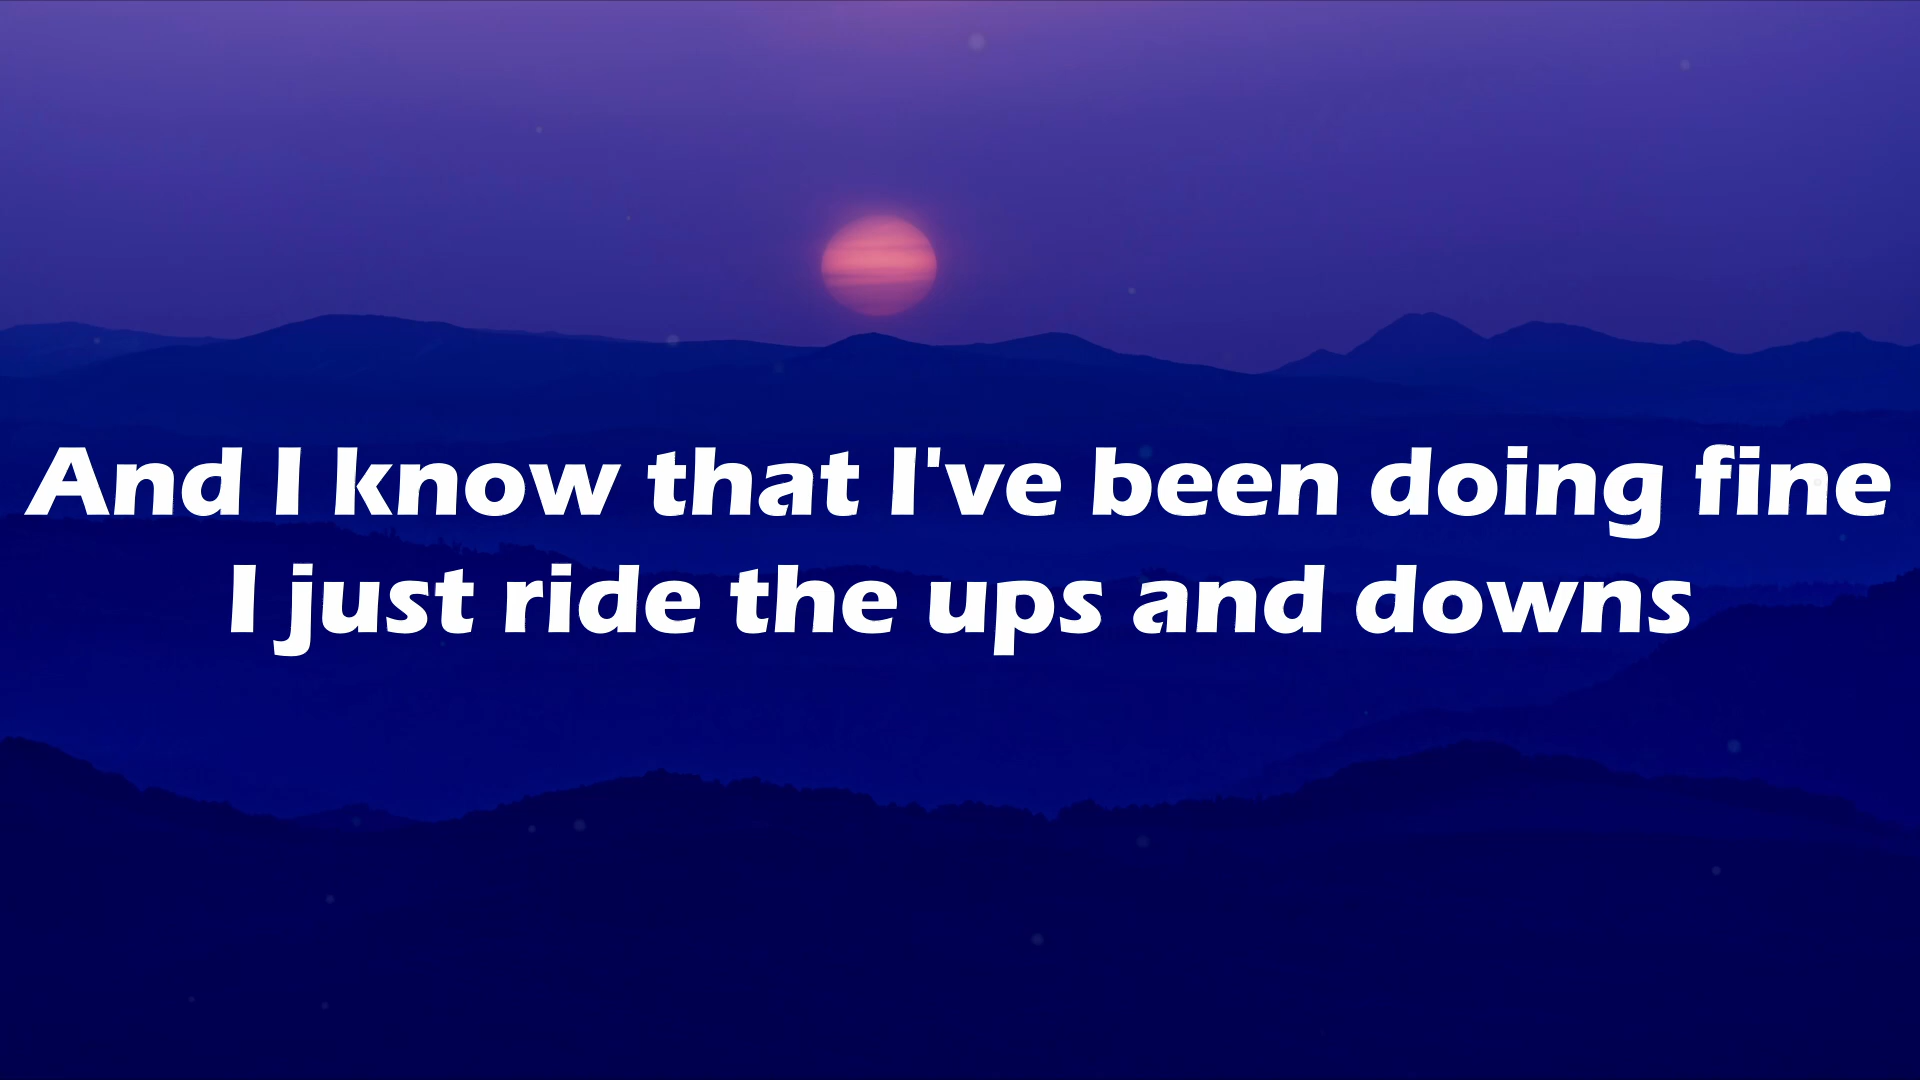 And I know that I've been doing fine
I just ride the ups and downs